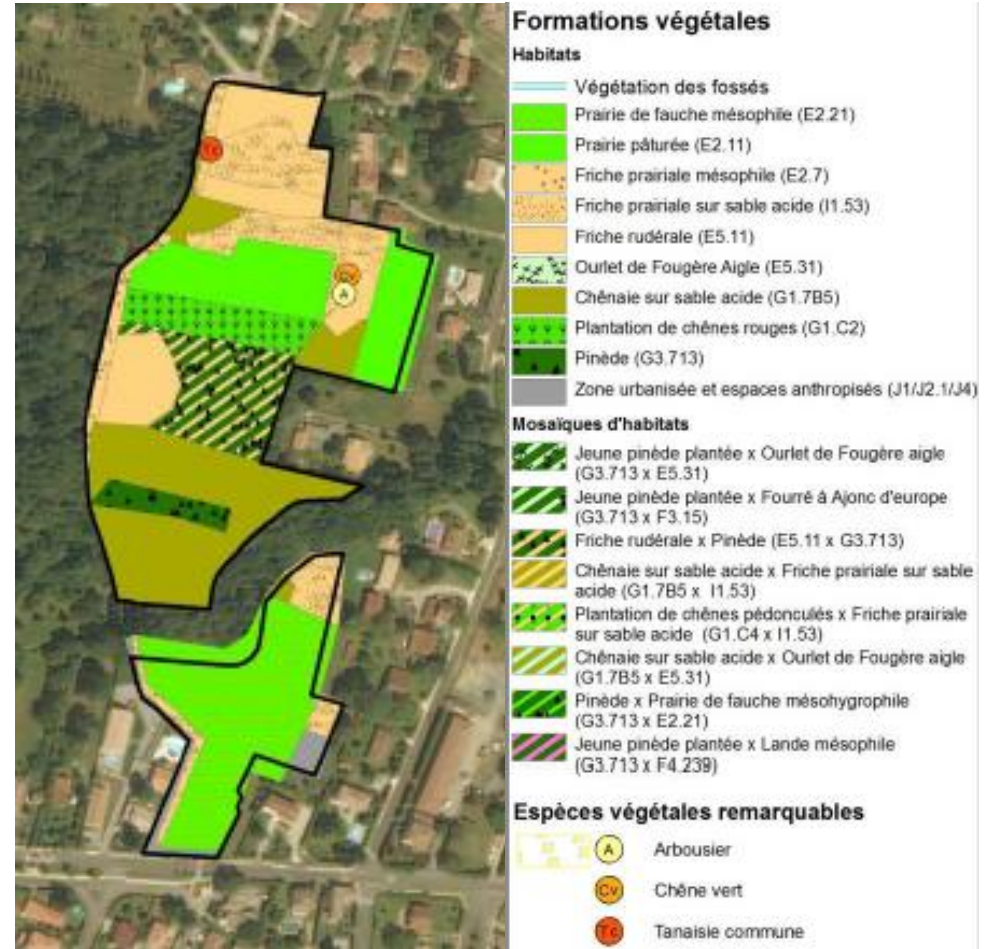 Formations végétales
Habitats
Végétation des fossés
Prairie de fauche mésophile (E2.21)
Prairie pâturée (E2.11)
Friche prairiale mésophile (E2.7)
Friche prairiale sur sable acide (I1.53)
Friche rudérale (E5.11)
Ourlet de Fougère Aigle (E5.31)
Chênaie sur sable acide (G1.7B5)
Plantation de chênes rouges (G1.C2)
Pinède (G3.713)
Zone urbanisée et espaces anthropisés (J1/J2.1/J4)
Mosaïques d'habitats
Jeune pinède plantée x Ourlet de Fougère aigle
(G3.713 x E5.31)
Jeune pinède plantée x Fourré à Ajonc d'europe
(G3.713 x F3.15)
Friche rudérale x Pinède (E5.11 x G3.713)
Chênaie sur sable acide x Friche prairiale sur sable
acide (G1.7B5 x I1.53)
Plantation de chênes pédonculés x Friche prairiale
sur sable acide (G1.C4 x I1.53)
Chênaie sur sable acide x Ourlet de Fougère aigle
(G1.7B5 x E5.31)
Pinède x Prairie de fauche mésohygrophile
(G3.713 x E2.21)
Jeune pinède plantée x Lande mésophile
(G3.713 x F4.239)
Espèces végétales remarquables
A Arbousier
Cv Chêne vert
Tc Tanaisie commune
Tc
Cv
A